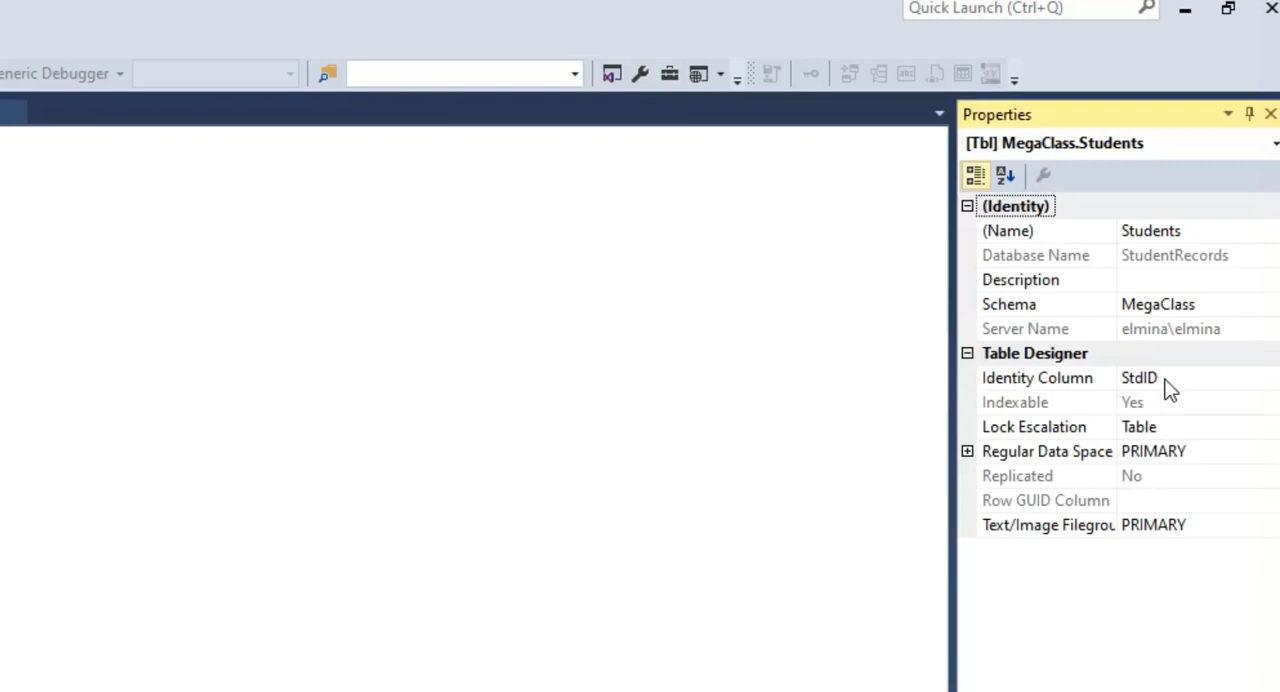 Quick Launch (Ctrl+Q)
eneric Debugger
Properties
[Tbl] MegaClass.Students
(Identity)
(Name) Students
Database Name StudentRecords
Description
Schema MegaClass
Server Name elmina\elmina
Table Designer
Identity Column StdID
Indexable Yes
Lock Escalation Table
Regular Data Space PRIMARY
Replicated No
Row GUID Column
Text/Image Filegrou PRIMARY